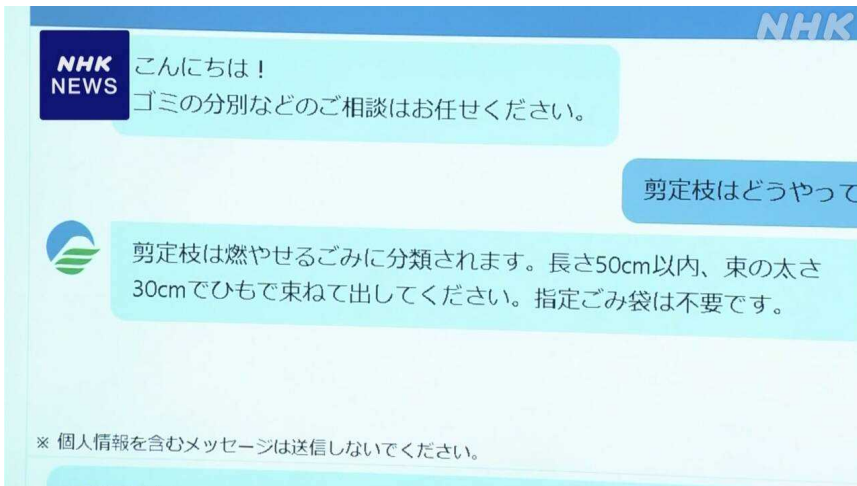 NHK
NHK
NEWS
こんにちは！
ゴミの分別などのご相談はお任せください。
剪定枝はどうやって
剪定枝は燃やせるごみに分類されます。長さ50cm以内、束の太さ
30cmでひもで束ねて出してください。指定ごみ袋は不要です。
※ 個人情報を含むメッセージは送信しないでください。